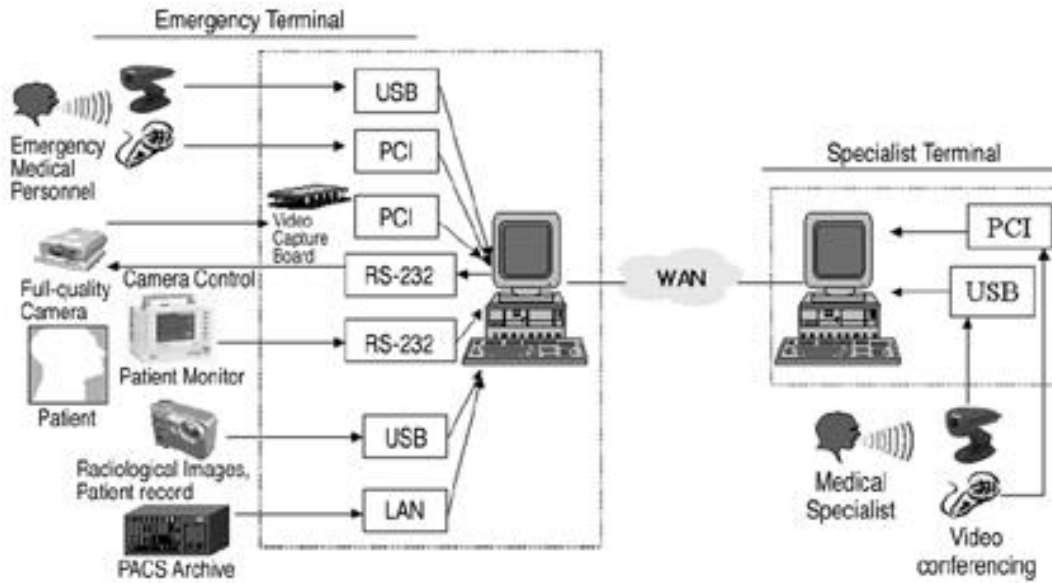 Emergency Terminal
USB
Emergency
Medical
Personnel
PCI
Video
Capture
Board
PCI
Full-quality
Camera
Camera Control
RS-232
Patient
Patient Monitor
RS-232
Raciological Images,
Patient record
USB
PACS Archive
LAN
WAN
Specialist Terminal
PCI
USB
Medical
Specialist
Video
conferencing